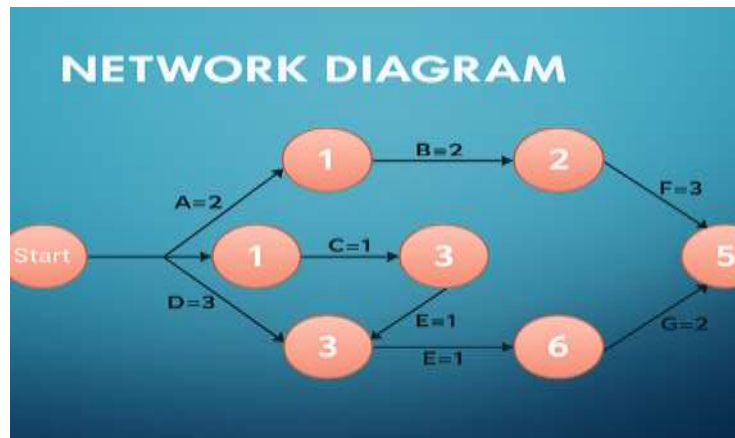 NETWORK DIAGRAM
1
B=2
2
A=2
F=3
Start
1
C=1
3
5
D=3
E=1
3
E=1
6
G=2